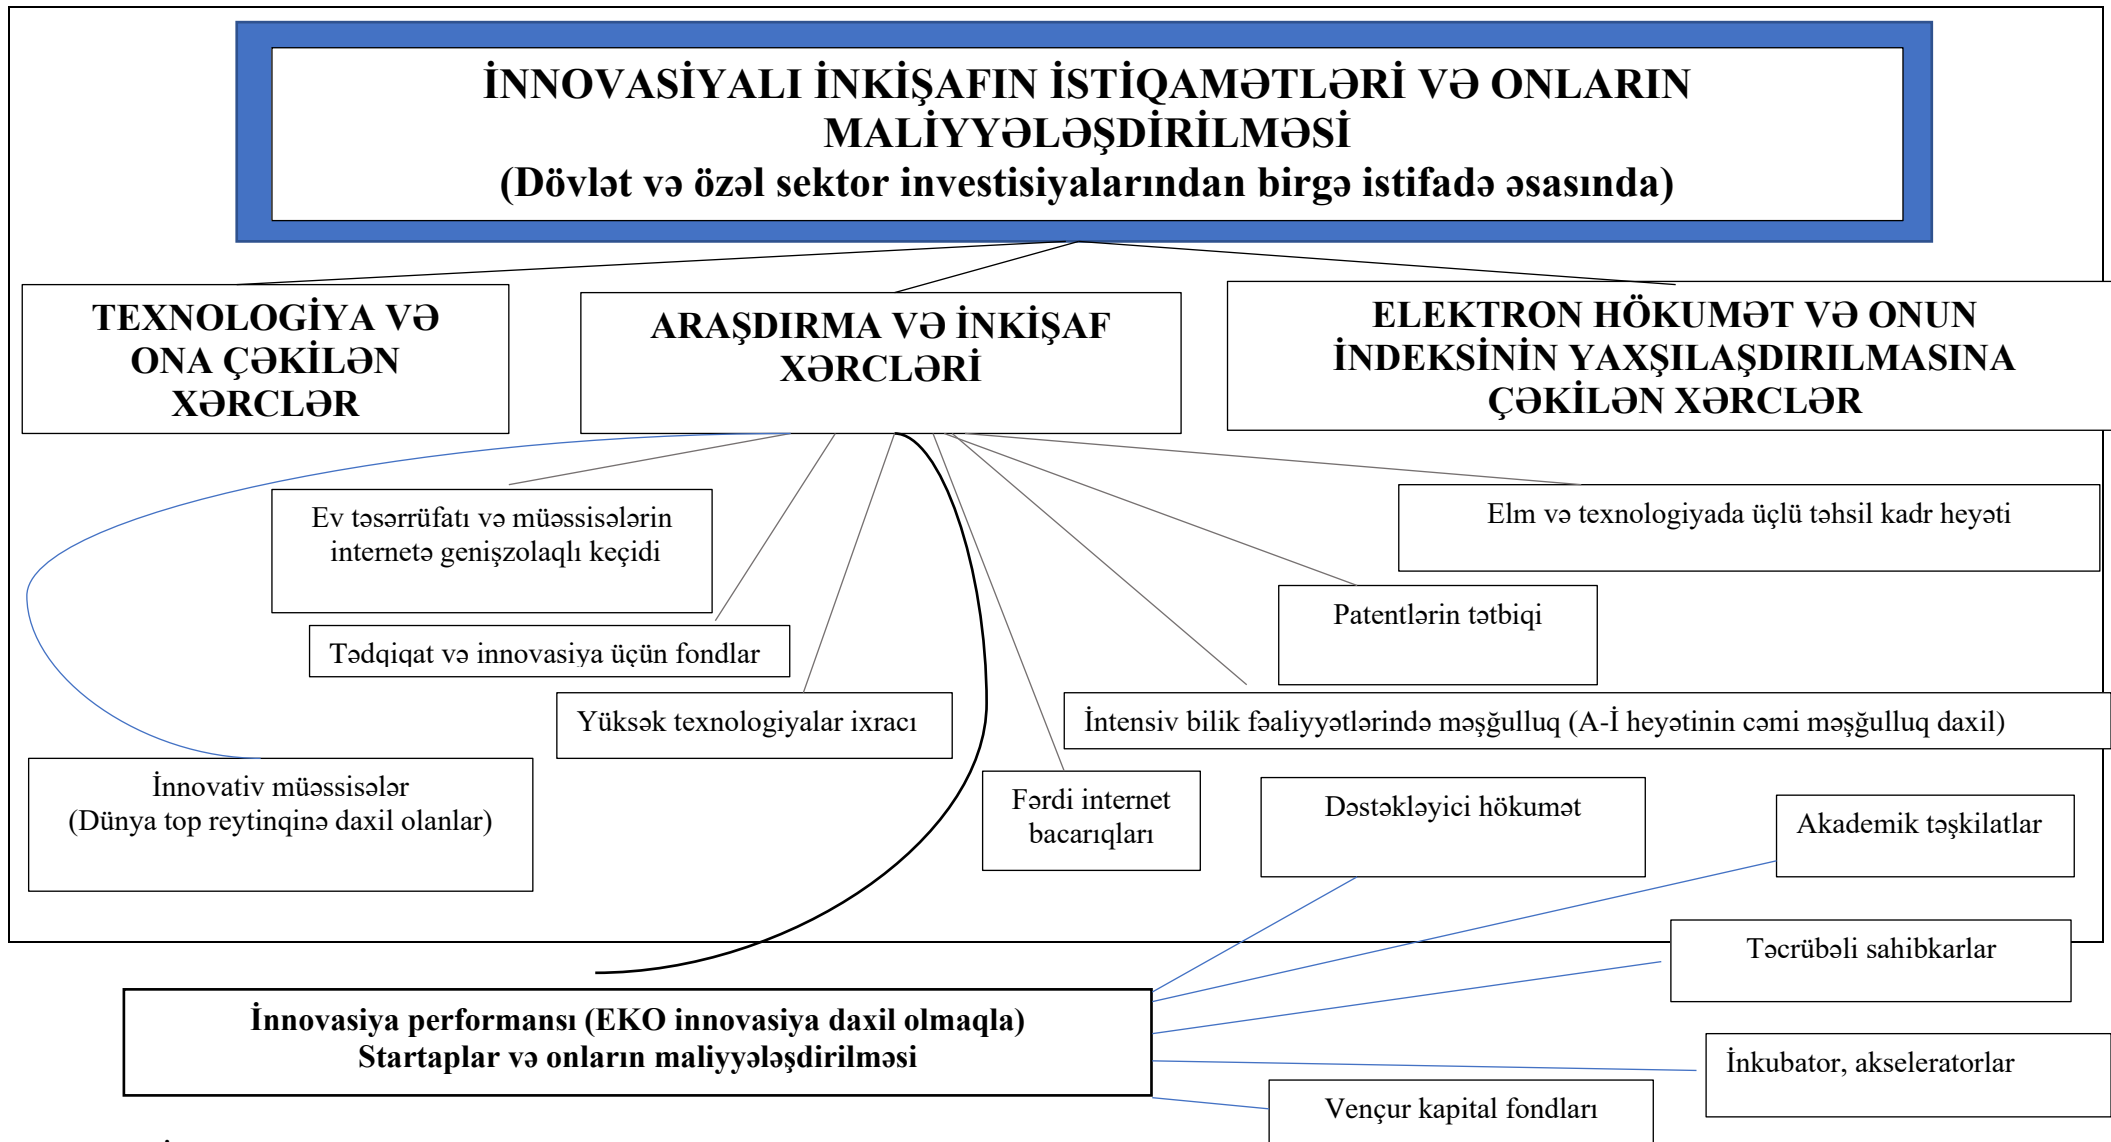 İNNOVASİYALI İNKİŞAFIN İSTİQAMƏTLƏRİ VƏ ONLARIN
MALİYYƏLƏŞDİRİLMƏSİ
(Dövlət və özəl sektor investisiyalarından birgə istifadə əsasında)
TEXNOLOGİYA VƏ
ONA ÇƏKİLƏN
XƏRCLƏR
ARAŞDIRMA VƏ İNKİŞAF
XƏRCLƏRİ
ELEKTRON HÖKUMƏT VƏ ONUN
İNDEKSİNİN YAXŞILAŞDIRILMASINA
ÇƏKİLƏN XƏRCLƏR
Ev təsərrüfatı və müəssisələrin
internetə genişzolaqlı keçidi
Elm və texnologiyada üçlü təhsil kadr heyəti
Patentlərin tətbiqi
Tədqiqat və innovasiya üçün fondlar
Yüksək texnologiyalar ixracı
İntensiv bilik fəaliyyətlərində məşğulluq (A-İ heyətinin cəmi məşğulluq daxil)
İnnovativ müəssisələr
(Dünya top reytinqinə daxil olanlar)
Fərdi internet
bacarıqları
Dəstəkləyici hökumət
Akademik təşkilatlar
Təcrübəli sahibkarlar
İnnovasiya performansı (EKO innovasiya daxil olmaqla)
Startaplar və onların maliyyələşdirilməsi
İnkubator, akseleratorlar
Vençur kapital fondları